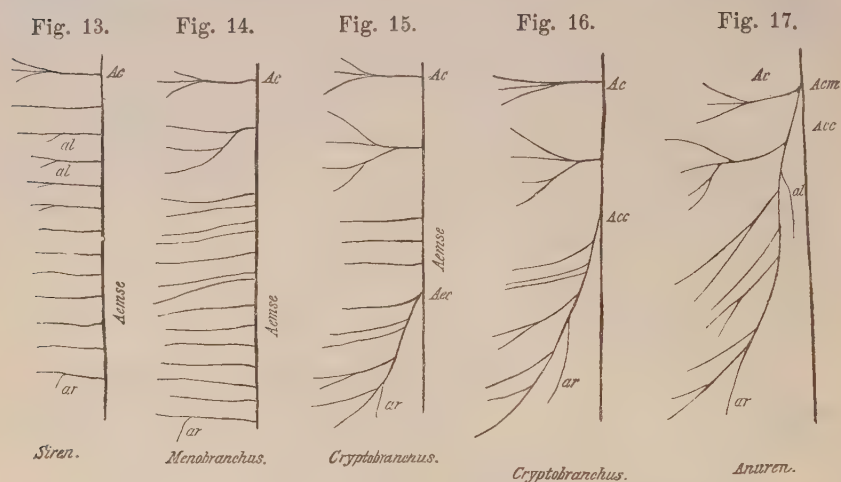 Fig. 13.
Fig. 14.
Fig. 15.
Fig. 16.
Fig. 17.
Ac
al
al
Aemse
ar
Siren.
Ac
Aemse
ar
Menobranchus.
Ac
Aemse
Aec
ar
Cryptobranchus.
Ac
Acc
ar
Cryptobranchus.
Ac
Acm
Acc
al
ar
Anuren.